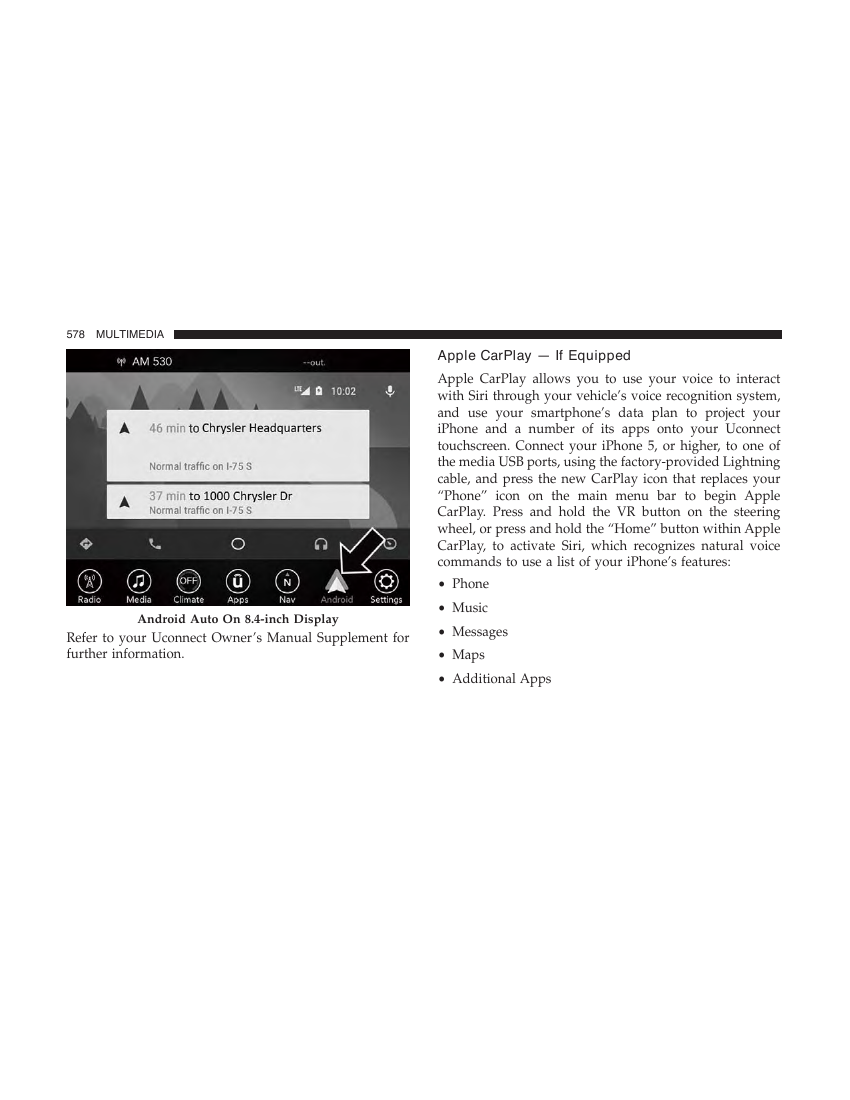 578 MULTIMEDIA
AM 530
--out.
LTE 10:02
46 min to Chrysler Headquarters
Normal traffic on I-75 S
37 min to 1000 Chrysler Dr
Normal traffic on I-75 S
OFF
ū
N
Radio Media Climate Apps Nav Android Settings
Android Auto On 8.4-inch Display
Refer to your Uconnect Owner’s Manual Supplement for
further information.
Apple CarPlay — If Equipped
Apple CarPlay allows you to use your voice to interact
with Siri through your vehicle’s voice recognition system,
and use your smartphone’s data plan to project your
iPhone and a number of its apps onto your Uconnect
touchscreen. Connect your iPhone 5, or higher, to one of
the media USB ports, using the factory-provided Lightning
cable, and press the new CarPlay icon that replaces your
“Phone” icon on the main menu bar to begin Apple
CarPlay. Press and hold the VR button on the steering
wheel, or press and hold the “Home” button within Apple
CarPlay, to activate Siri, which recognizes natural voice
commands to use a list of your iPhone’s features:
• Phone
• Music
• Messages
• Maps
• Additional Apps